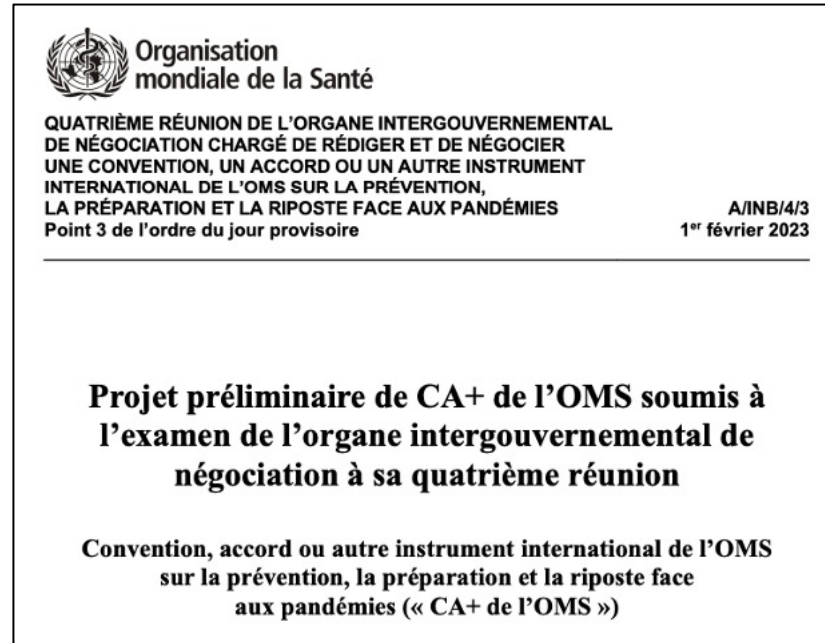 Organisation
mondiale de la Santé
QUATRIÈME RÉUNION DE L’ORGANE INTERGOUVERNEMENTAL
DE NÉGOCIATION CHARGÉ DE RÉDIGER ET DE NÉGOCIER
UNE CONVENTION, UN ACCORD OU UN AUTRE INSTRUMENT
INTERNATIONAL DE L’OMS SUR LA PRÉVENTION,
LA PRÉPARATION ET LA RIPOSTE FACE AUX PANDÉMIES A/INB/4/3
Point 3 de l’ordre du jour provisoire 1er février 2023
Projet préliminaire de CA+ de l’OMS soumis à
l’examen de l’organe intergouvernemental de
négociation à sa quatrième réunion
Convention, accord ou autre instrument international de l’OMS
sur la prévention, la préparation et la riposte face
aux pandémies (« CA+ de l’OMS »)